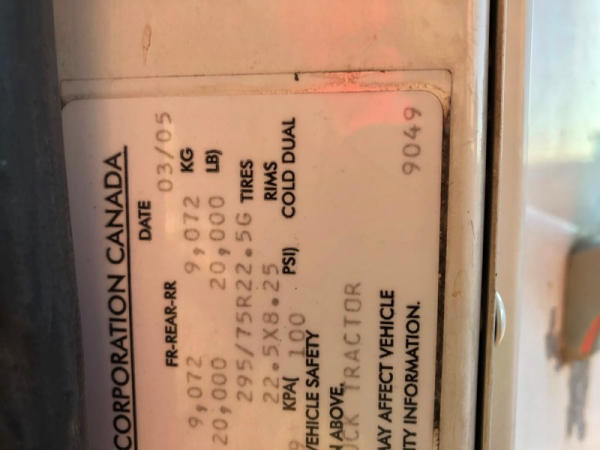 CORPORATION CANADA
DATE 03/05
FR-REAR-RR
9,072 9,072 KG
20,000 20,000 LB)
295/75R22.5G TIRES
22.5X8.25 RIMS
KPA( 100 PSI) COLD DUAL
VEHICLE SAFETY
ABOVE.
TRACTOR
MAY AFFECT VEHICLE
INFORMATION.
9049